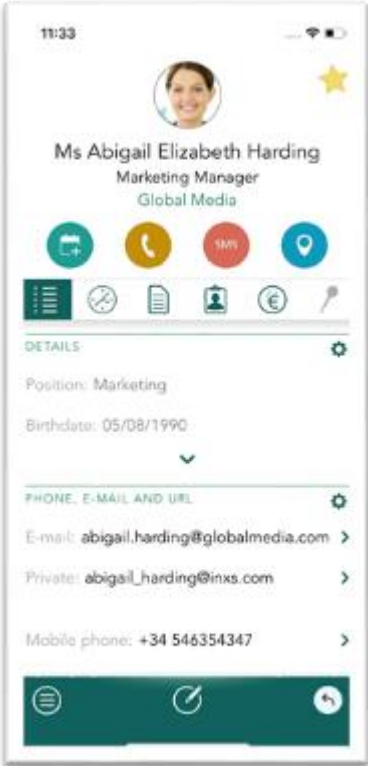 11:33
Ms Abigail Elizabeth Harding
Marketing Manager
Global Media
SMS
DETAILS
Position: Marketing
Birthdate: 05/08/1990
PHONE, E-MAIL AND URL
E-mail: abigail.harding@globalmedia.com
Private: abigail_harding@inxs.com
Mobile phone: +34 546354347